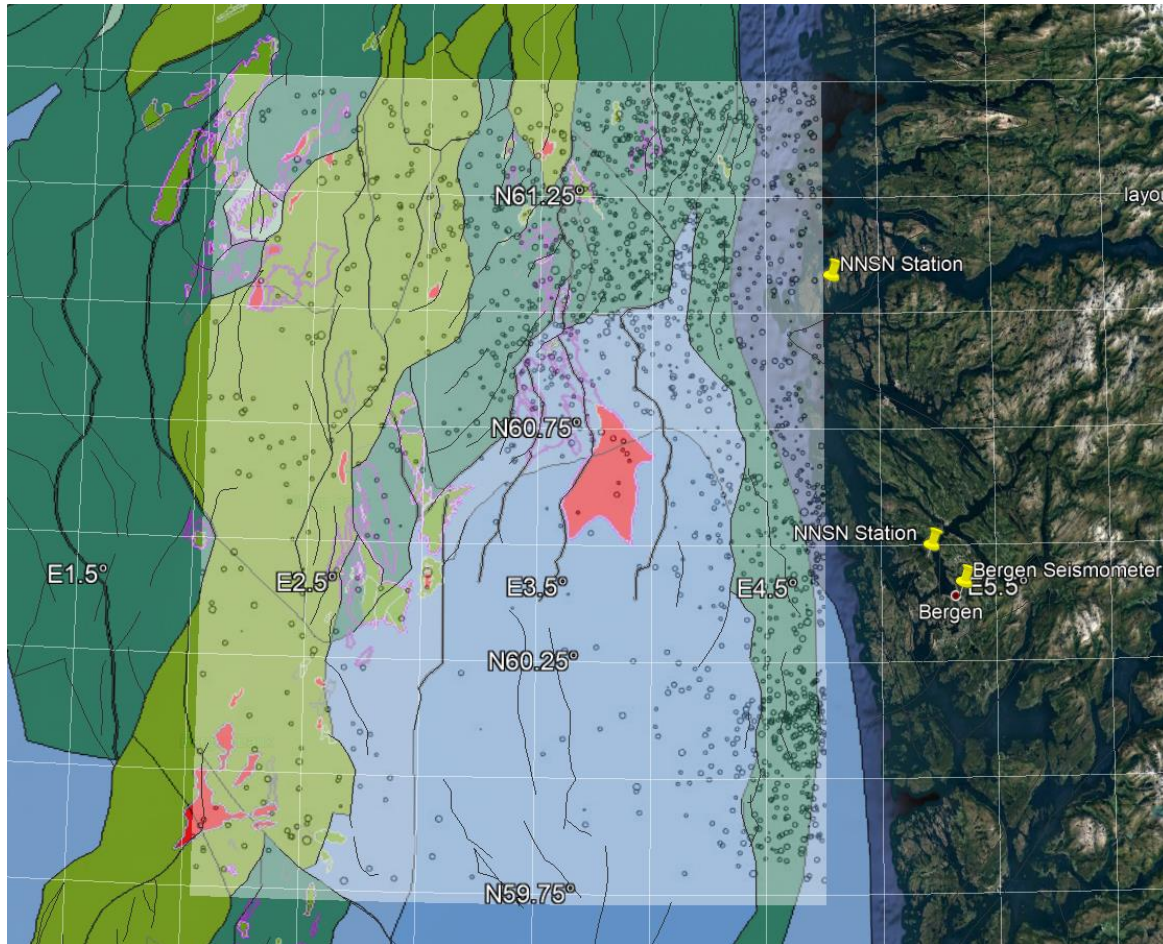 N61.25°
layou
NNSN Station
N60.75°
NNSN Station
E1.5°
E2.5°
E3.5°
E4.5°
Bergen Seismometer
E5.5°
Bergen
N60.25°
N59.75°